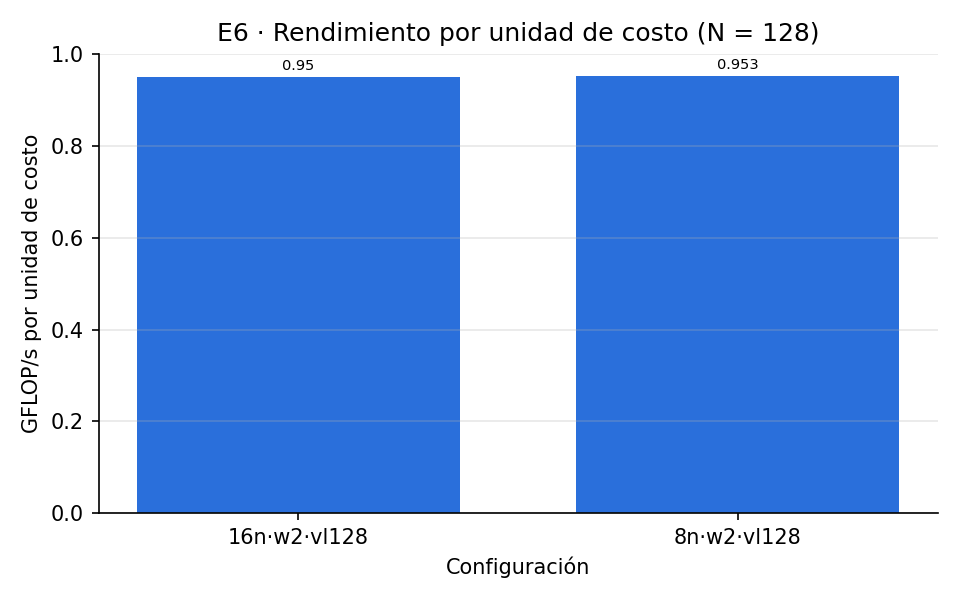 E6 · Rendimiento por unidad de costo (N = 128)
GFLOP/s por unidad de costo
1.0
0.8
0.6
0.4
0.2
0.0
0.95
0.953
16n·w2·vl128
8n·w2·vl128
Configuración